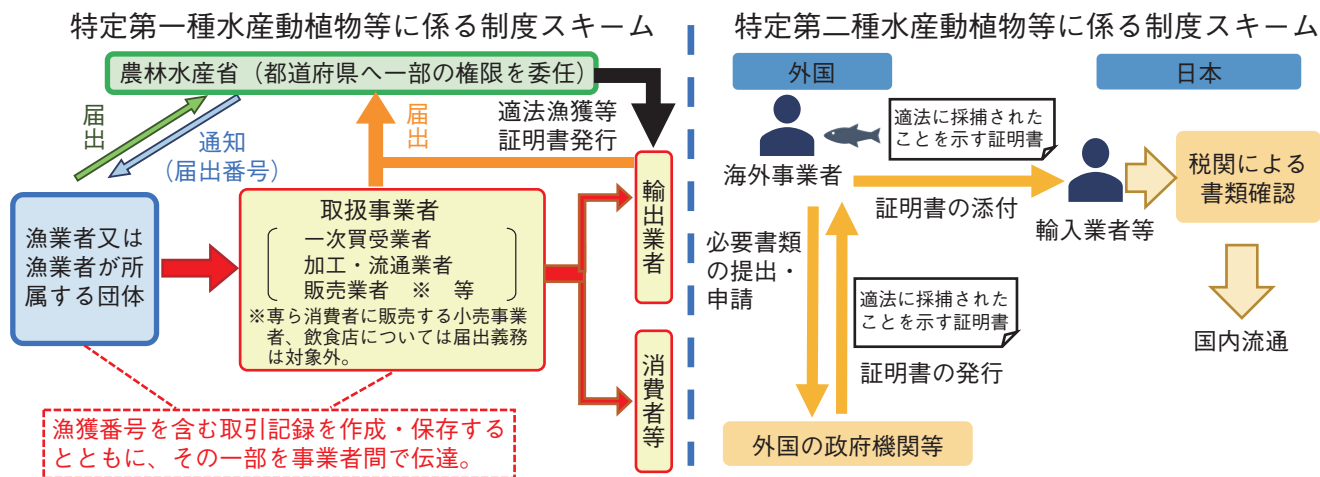 特定第一種水産動植物等に係る制度スキーム
農林水産省（都道府県へ一部の権限を委任）
届出
通知
（届出番号）
届出
適法漁獲等
証明書発行
漁業者又は
漁業者が所
属する団体
取扱事業者
一次買受業者
加工・流通業者
販売業者　※　等
※専ら消費者に販売する小売事業
者、飲食店については届出義務
は対象外。
輸出業者
消費者等
漁獲番号を含む取引記録を作成・保存する
とともに、その一部を事業者間で伝達。
特定第二種水産動植物等に係る制度スキーム
外国
日本
適法に採捕された
ことを示す証明書
海外事業者
証明書の添付
輸入業者等
税関による
書類確認
必要書類
の提出・
申請
適法に採捕された
ことを示す証明書
証明書の発行
国内流通
外国の政府機関等